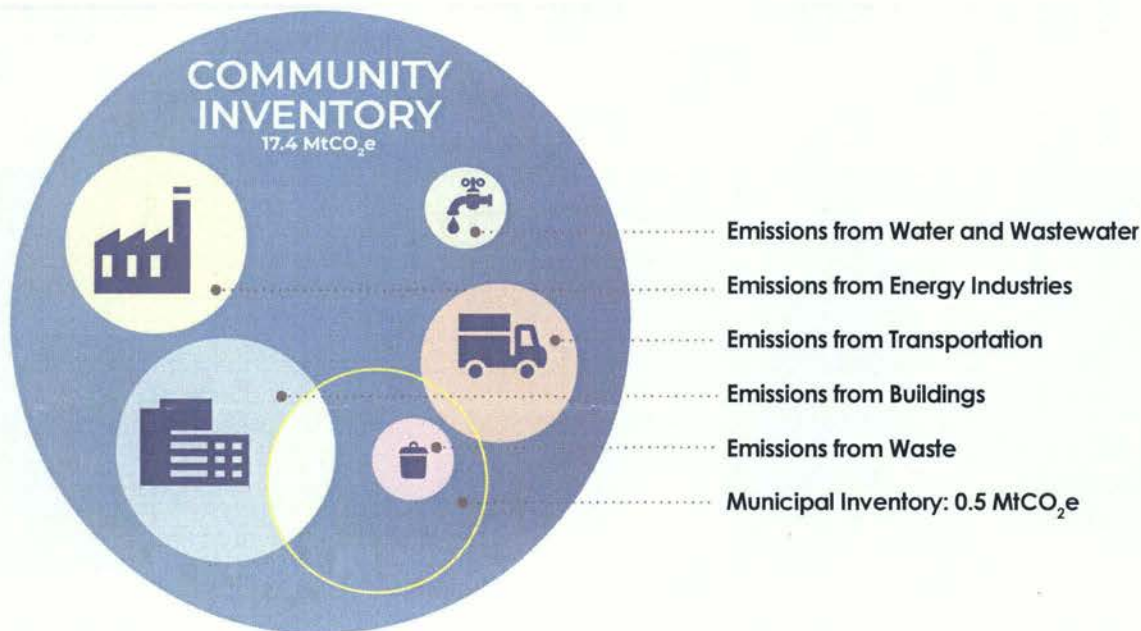 COMMUNITY
INVENTORY
17.4 MtCO₂e
Emissions from Water and Wastewater
Emissions from Energy Industries
Emissions from Transportation
Emissions from Buildings
Emissions from Waste
Municipal Inventory: 0.5 MtCO₂e